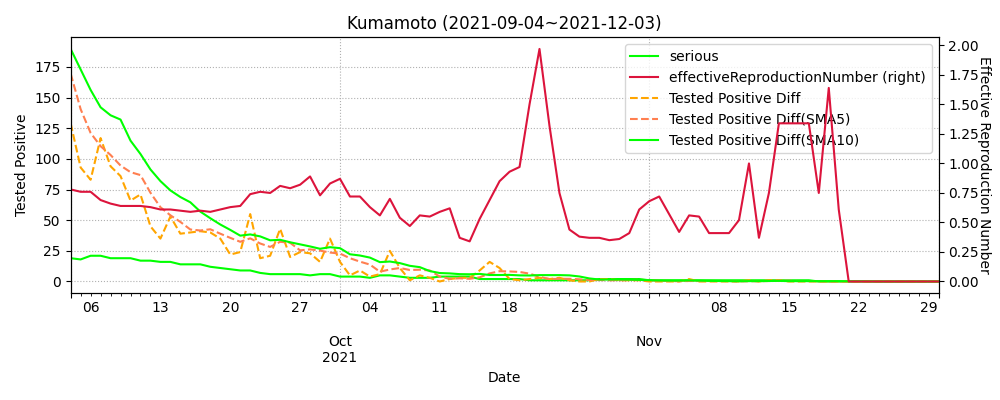 Kumamoto (2021-09-04~2021-12-03)
serious
effectiveReproductionNumber (right)
Tested Positive Diff
Tested Positive Diff(SMA5)
Tested Positive Diff(SMA10)
Tested Positive
175
150
125
100
75
50
25
0
Effective Reproduction Number
2.00
1.75
1.50
1.25
1.00
0.75
0.50
0.25
0.00
06 13 20 27 04 11 18 25 08 15 22 29
Oct Nov
2021
Date